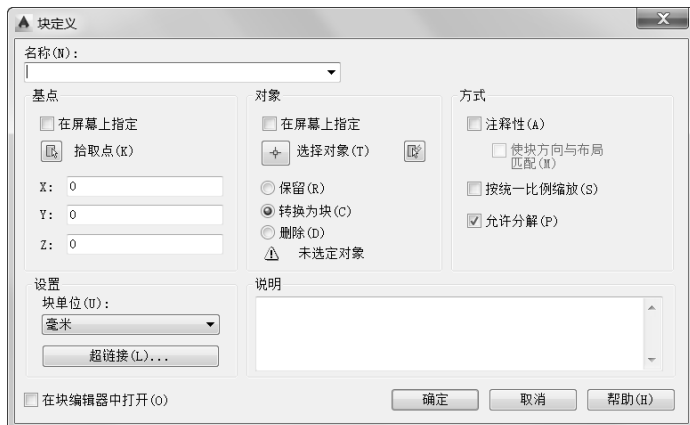 块定义
名称(N):
基点
在屏幕上指定
拾取点(K)
X: 0
Y: 0
Z: 0
对象
在屏幕上指定
选择对象(T)
保留(R)
转换为块(C)
删除(D)
未选定对象
方式
注释性(A)
使块方向与布局
匹配(M)
按统一比例缩放(S)
允许分解(P)
设置
块单位(U):
毫米
超链接(L)...
说明
在块编辑器中打开(O)
确定
取消
帮助(H)